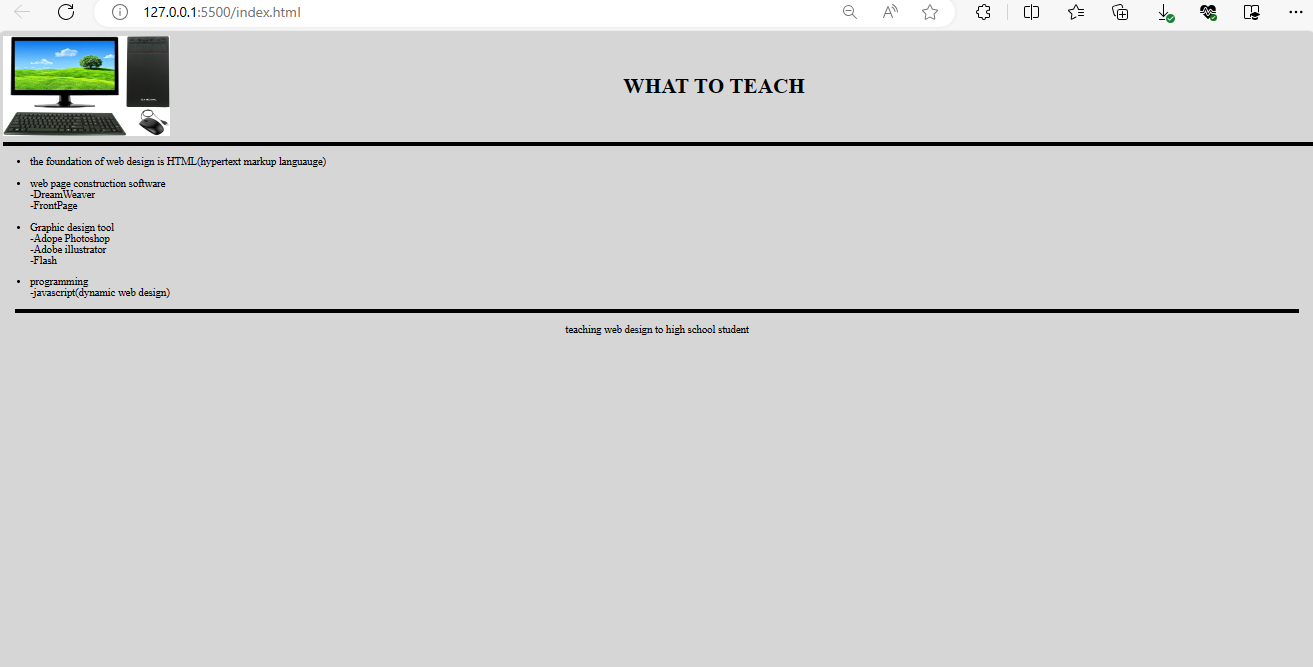 127.0.0.1:5500/index.html
WHAT TO TEACH
the foundation of web design is HTML(hypertext markup languauge)
web page construction software
-DreamWeaver
-FrontPage
Graphic design tool
-Adope Photoshop
-Adobe illustrator
-Flash
programming
-javascript(dynamic web design)
teaching web design to high school student